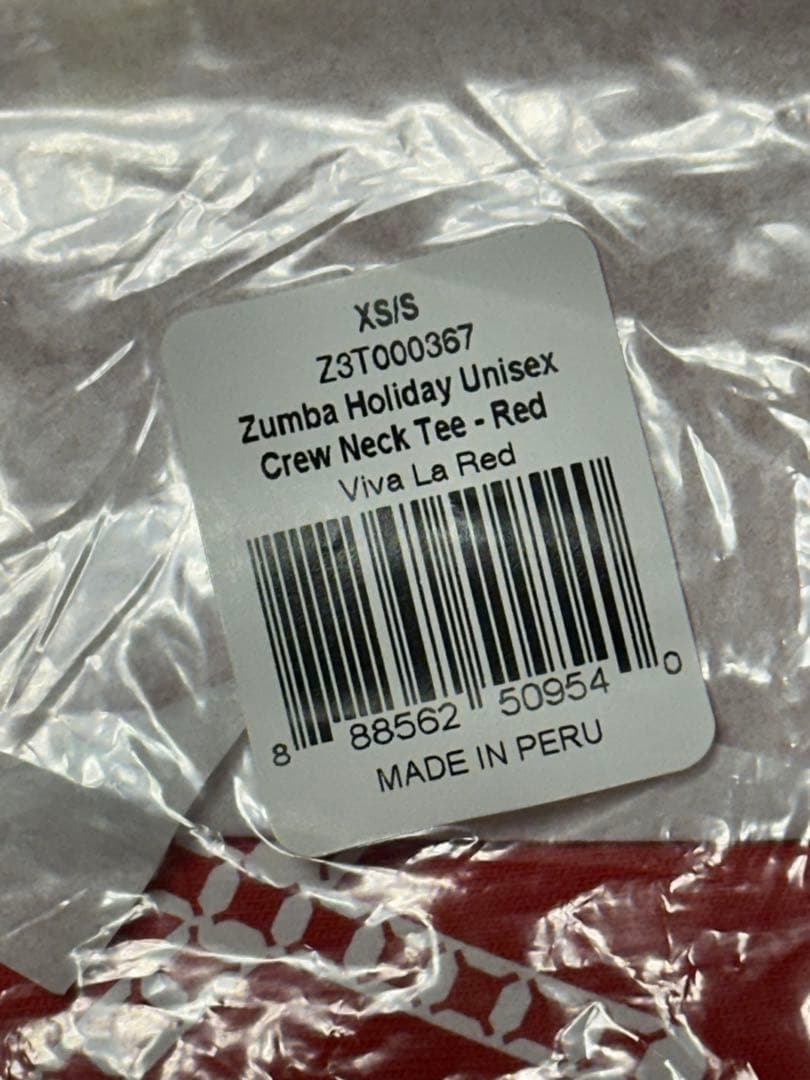 XS/S
Z3T000367
Zumba Holiday Unisex
Crew Neck Tee - Red
Viva La Red
8 88562 50954 0
MADE IN PERU